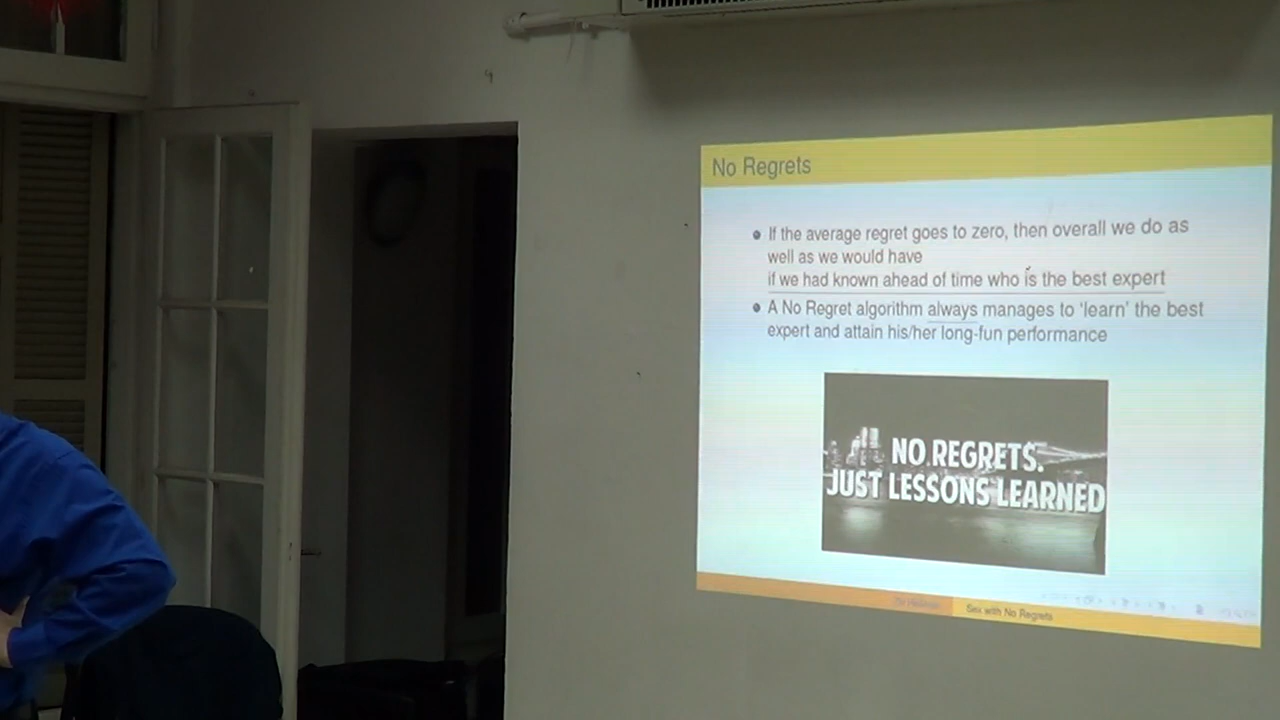 No Regrets
If the average regret goes to zero, then overall we do as
well as we would have
if we had known ahead of time who is the best expert
A No Regret algorithm always manages to ‘learn’ the best
expert and attain his/her long-fun performance
NO REGRETS.
JUST LESSONS LEARNED
Sex with No Regrets